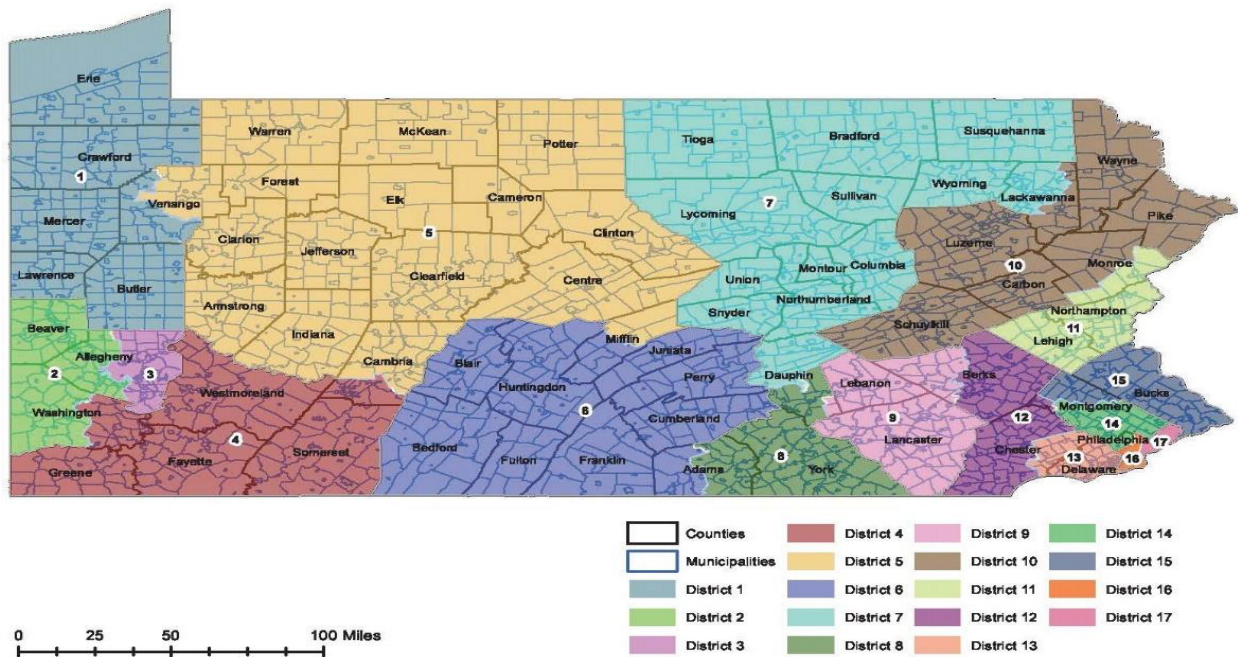 Erie
Warren
McKean
Potter
Tioga
Bradford
Susquehanna
Crawford
1
Wayne
Forest
Venango
Elk
Cameron
Wyoming
Sullivan
Lackawanna
7
Lycoming
Mercer
Pike
Clarion
Jefferson
5
Clinton
Luzerne
Lawrence
Butler
Clearfield
Centre
Union
Montour
Columbia
10
Monroe
Carbon
Armstrong
Northumberland
Snyder
Northampton
Beaver
Indiana
Schuylkill
11
Lehigh
Mifflin
Juniata
Allegheny
Cambria
Blair
2
3
Huntingdon
Perry
Dauphin
Lebanon
Berks
15
Bucks
Westmoreland
Washington
6
Cumberland
9
12
Montgomery
14
4
Lancaster
Philadelphia
17
Bedford
Somerset
Fayette
Greene
Fulton
Franklin
Adams
8
York
Chester
13
16
Delaware
Counties
Municipalities
District 1
District 2
District 3
District 4
District 5
District 6
District 7
District 8
District 9
District 10
District 11
District 12
District 13
District 14
District 15
District 16
District 17
0 25 50 100 Miles